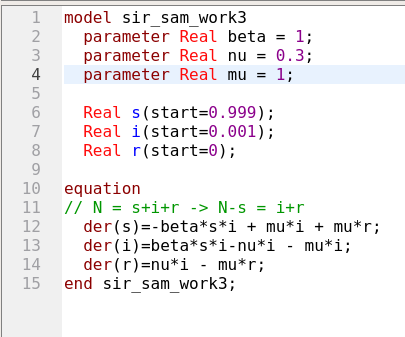 1 model sir_sam_work3
2 parameter Real beta = 1;
3 parameter Real nu = 0.3;
4 parameter Real mu = 1;
5
6 Real s(start=0.999);
7 Real i(start=0.001);
8 Real r(start=0);
9
10 equation
11 // N = s+i+r -> N-s = i+r
12 der(s)=-beta*s*i + mu*i + mu*r;
13 der(i)=beta*s*i-nu*i - mu*i;
14 der(r)=nu*i - mu*r;
15 end sir_sam_work3;